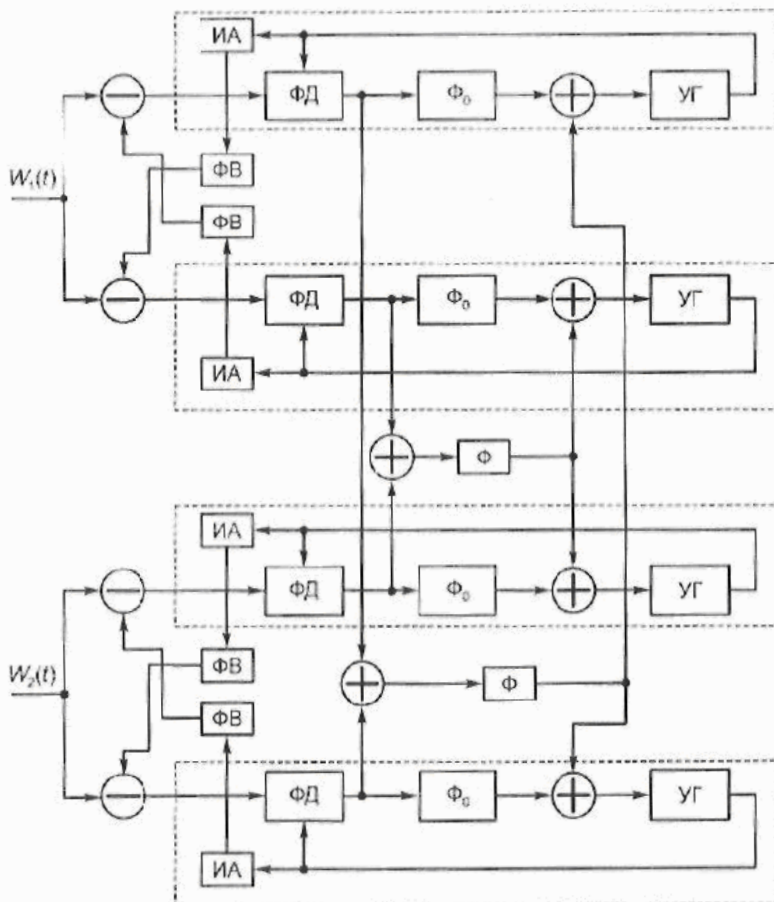 ИА
ФД
Ф₀
+
УГ
−
W₁(t)
ФВ
ФВ
−
ФД
Ф₀
+
УГ
ИА
+
Ф
ИА
−
ФД
Ф₀
+
УГ
W₂(t)
ФВ
+
Ф
ФВ
−
ФД
Ф₀
+
УГ
ИА